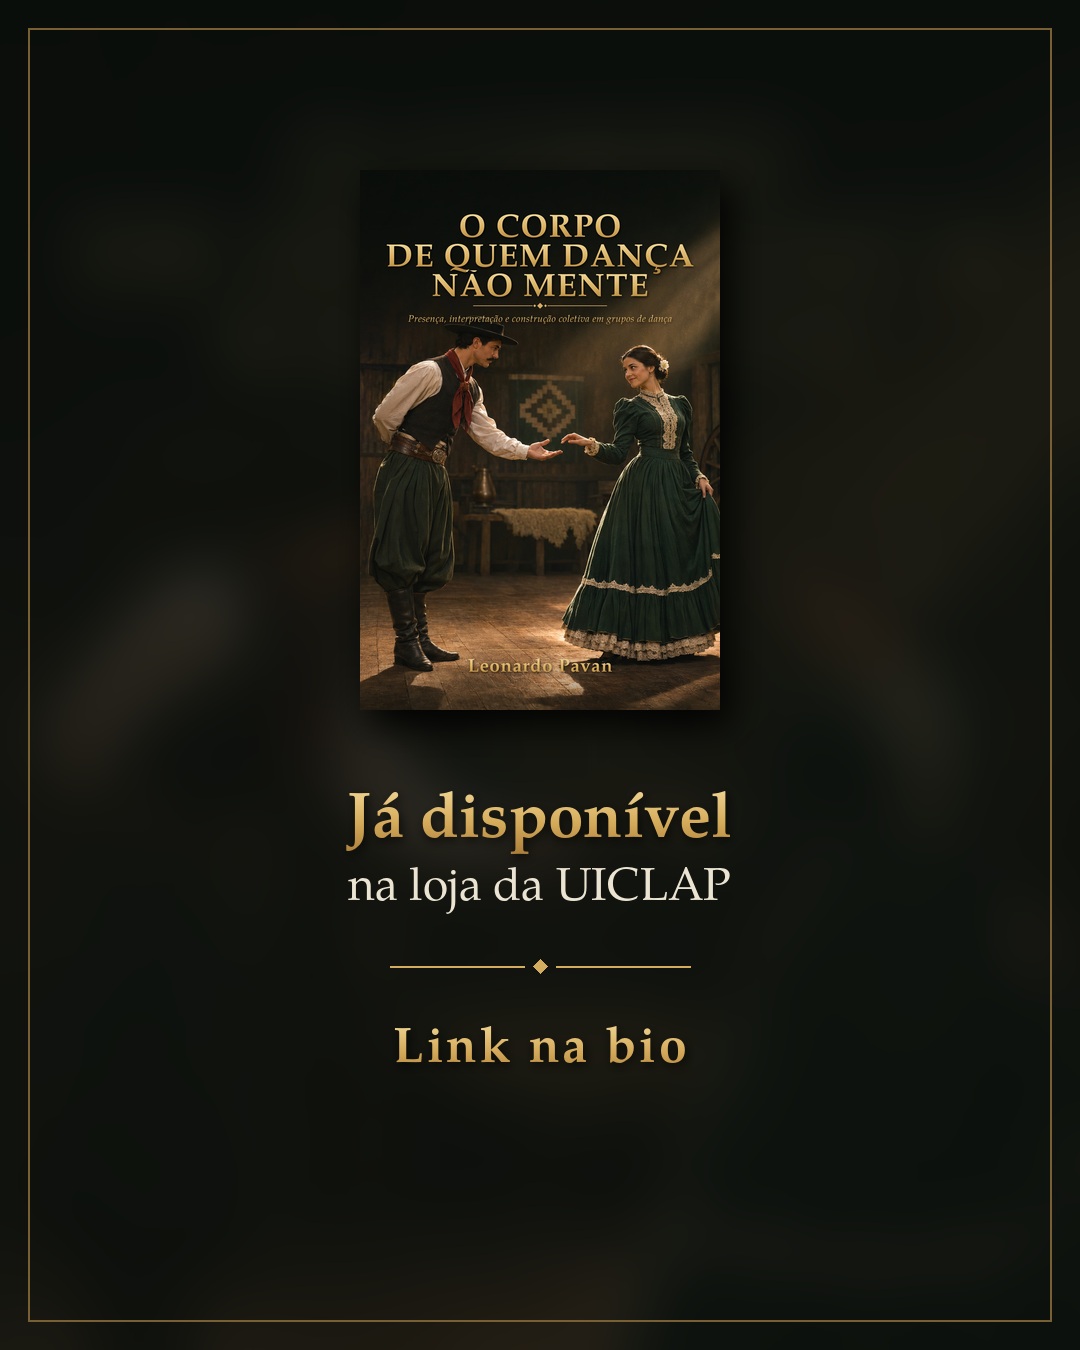 O CORPO
DE QUEM DANÇA
NÃO MENTE
Presença, interpretação e construção coletiva em grupos de dança
Leonardo Pavan
Já disponível
na loja da UICLAP
Link na bio